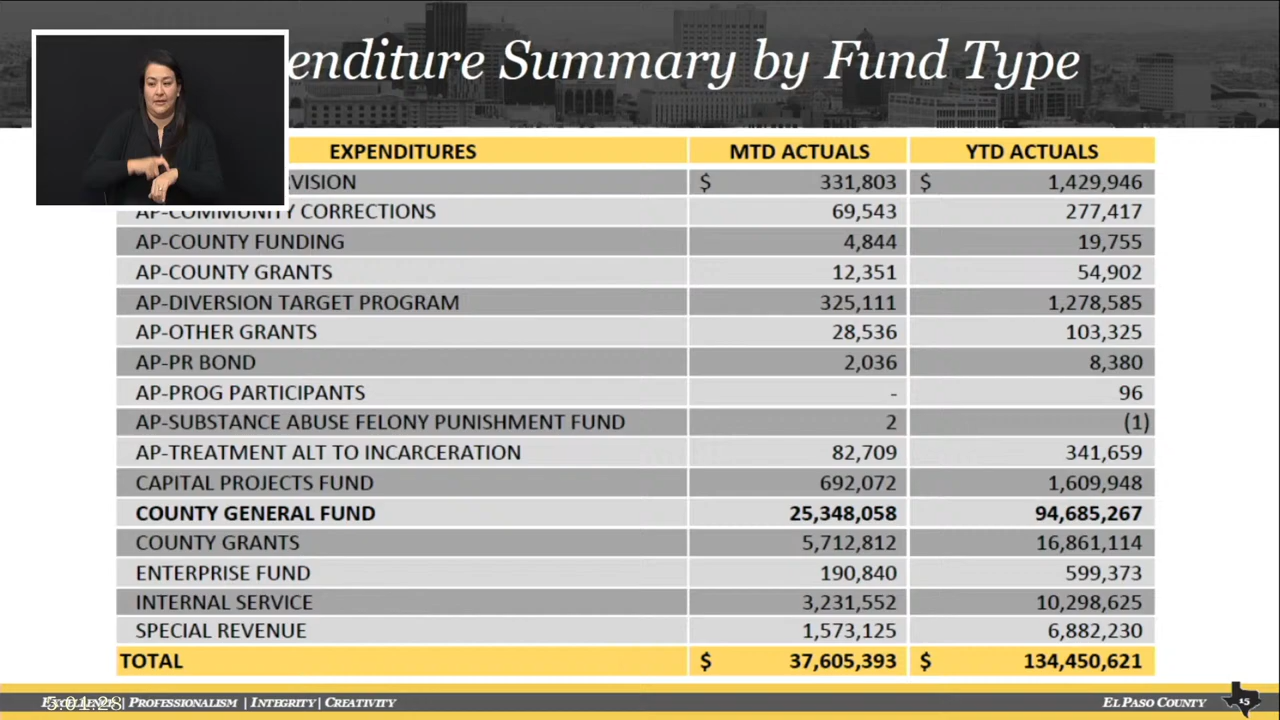 enditure Summary by Fund Type
EXPENDITURES MTD ACTUALS YTD ACTUALS
VISION $ 331,803 $ 1,429,946
AP-COMMUNITY CORRECTIONS 69,543 277,417
AP-COUNTY FUNDING 4,844 19,755
AP-COUNTY GRANTS 12,351 54,902
AP-DIVERSION TARGET PROGRAM 325,111 1,278,585
AP-OTHER GRANTS 28,536 103,325
AP-PR BOND 2,036 8,380
AP-PROG PARTICIPANTS - 96
AP-SUBSTANCE ABUSE FELONY PUNISHMENT FUND 2 (1)
AP-TREATMENT ALT TO INCARCERATION 82,709 341,659
CAPITAL PROJECTS FUND 692,072 1,609,948
COUNTY GENERAL FUND 25,348,058 94,685,267
COUNTY GRANTS 5,712,812 16,861,114
ENTERPRISE FUND 190,840 599,373
INTERNAL SERVICE 3,231,552 10,298,625
SPECIAL REVENUE 1,573,125 6,882,230
TOTAL $ 37,605,393 $ 134,450,621
5:01:28 | PROFESSIONALISM | INTEGRITY | CREATIVITY EL PASO COUNTY 15